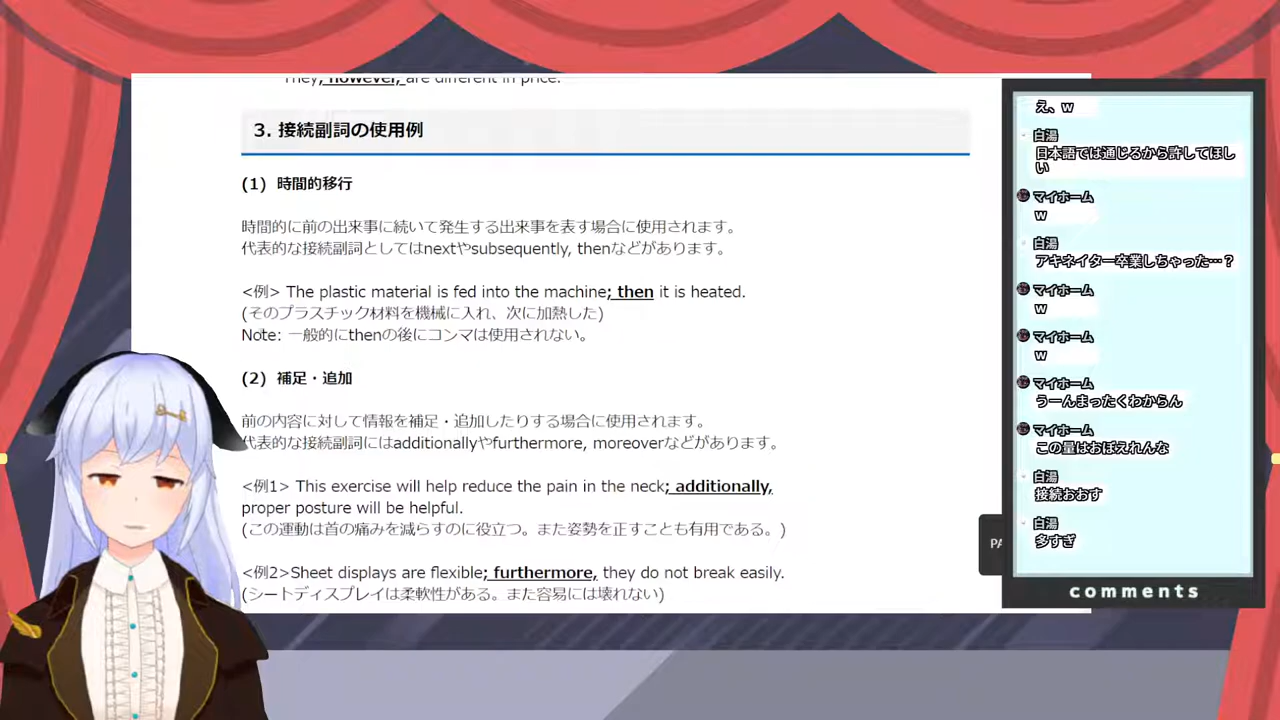 They, however, are different in price.
3. 接続副詞の使用例
(1) 時間的移行
時間的に前の出来事に続いて発生する出来事を表す場合に使用されます。
代表的な接続副詞としてはnextやsubsequently, thenなどがあります。
<例> The plastic material is fed into the machine; then it is heated.
(そのプラスチック材料を機械に入れ、次に加熱した)
Note: 一般的にthenの後にコンマは使用されない。
(2) 補足・追加
前の内容に対して情報を補足・追加したりする場合に使用されます。
代表的な接続副詞にはadditionallyやfurthermore, moreoverなどがあります。
<例1> This exercise will help reduce the pain in the neck; additionally,
proper posture will be helpful.
(この運動は首の痛みを減らすのに役立つ。また姿勢を正すことも有用である。)
<例2>Sheet displays are flexible; furthermore, they do not break easily.
(シートディスプレイは柔軟性がある。また容易には壊れない)
PA
え、w
白湯
日本語では通じるから許してほし
い
マイホーム
w
白湯
アキネイター卒業しちゃった…？
マイホーム
w
マイホーム
w
マイホーム
うーんまったくわからん
マイホーム
この量はおぼえれんな
白湯
接続おおす
白湯
多すぎ
comments